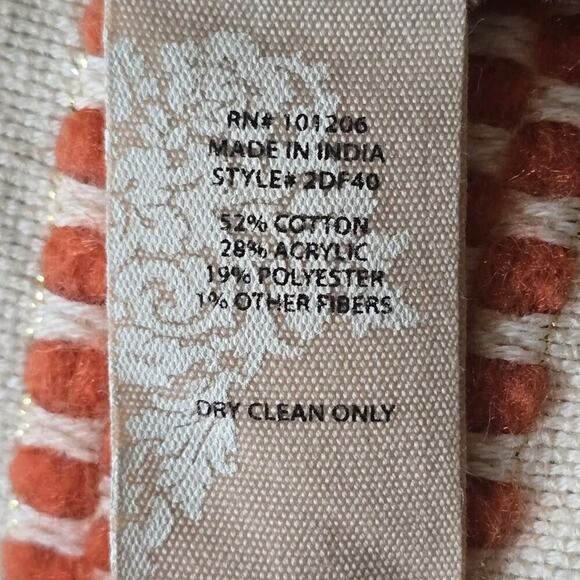 RN# 101206
MADE IN INDIA
STYLE# 2DF40
52% COTTON
28% ACRYLIC
19% POLYESTER
1% OTHER FIBERS
DRY CLEAN ONLY